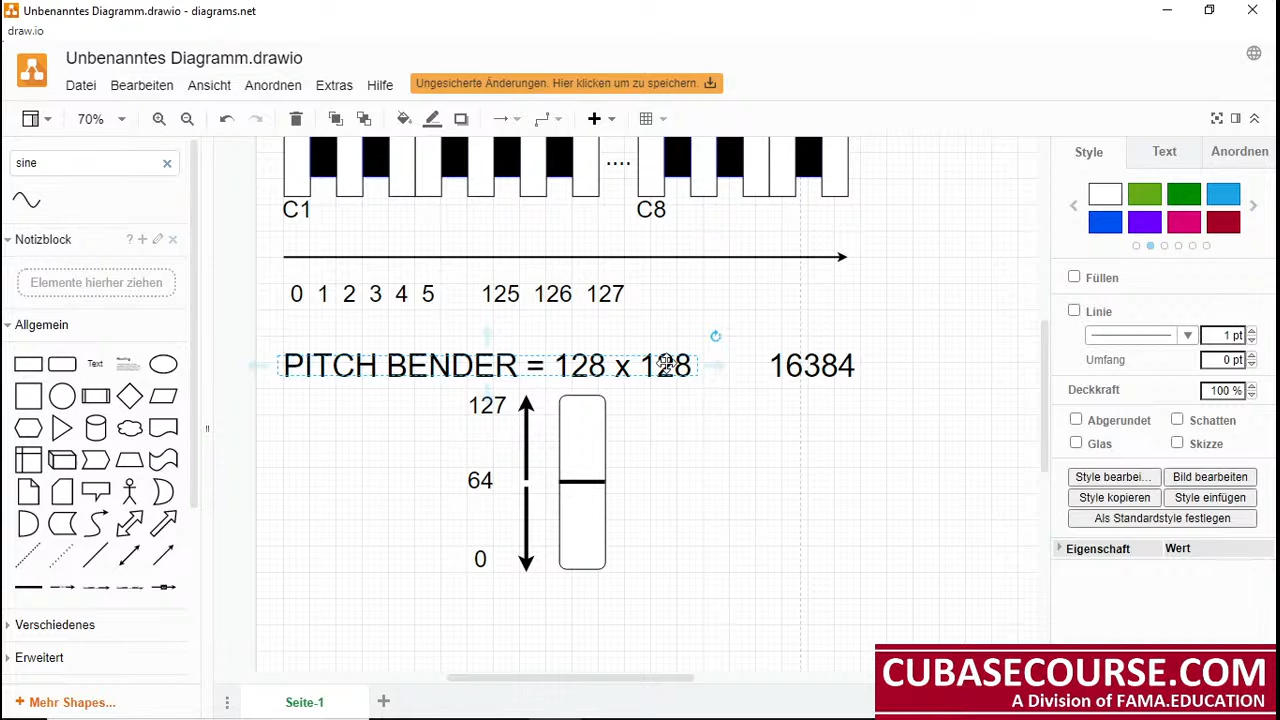 Unbenanntes Diagramm.drawio - diagrams.net
draw.io
Unbenanntes Diagramm.drawio
Datei Bearbeiten Ansicht Anordnen Extras Hilfe Ungesicherte Änderungen. Hier klicken um zu speichern.
70%
sine
Notizblock
?
Elemente hierher ziehen
Allgemein
Text
Verschiedenes
Erweitert
+ Mehr Shapes...
....
C1 C8
0 1 2 3 4 5 125 126 127
PITCH BENDER = 128 x 128 16384
127
64
0
Seite-1
Style Text Anordnen
Füllen
Linie
1 pt
Umfang 0 pt
Deckkraft 100 %
Abgerundet Schatten
Glas Skizze
Style bearbei... Bild bearbeiten
Style kopieren Style einfügen
Als Standardstyle festlegen
Eigenschaft Wert
CUBASECOURSE.COM
A Division of FAMA.EDUCATION